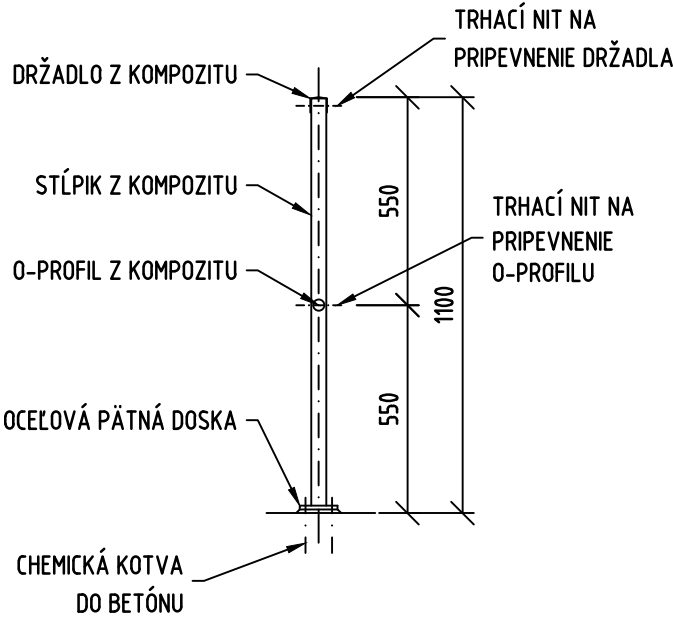 TRHACÍ NIT NA
PRIPEVNENIE DRŽADLA
DRŽADLO Z KOMPOZITU
STĹPIK Z KOMPOZITU
550
TRHACÍ NIT NA
PRIPEVNENIE
O-PROFILU
O-PROFIL Z KOMPOZITU
1100
550
OCEĽOVÁ PÄTNÁ DOSKA
CHEMICKÁ KOTVA
DO BETÓNU